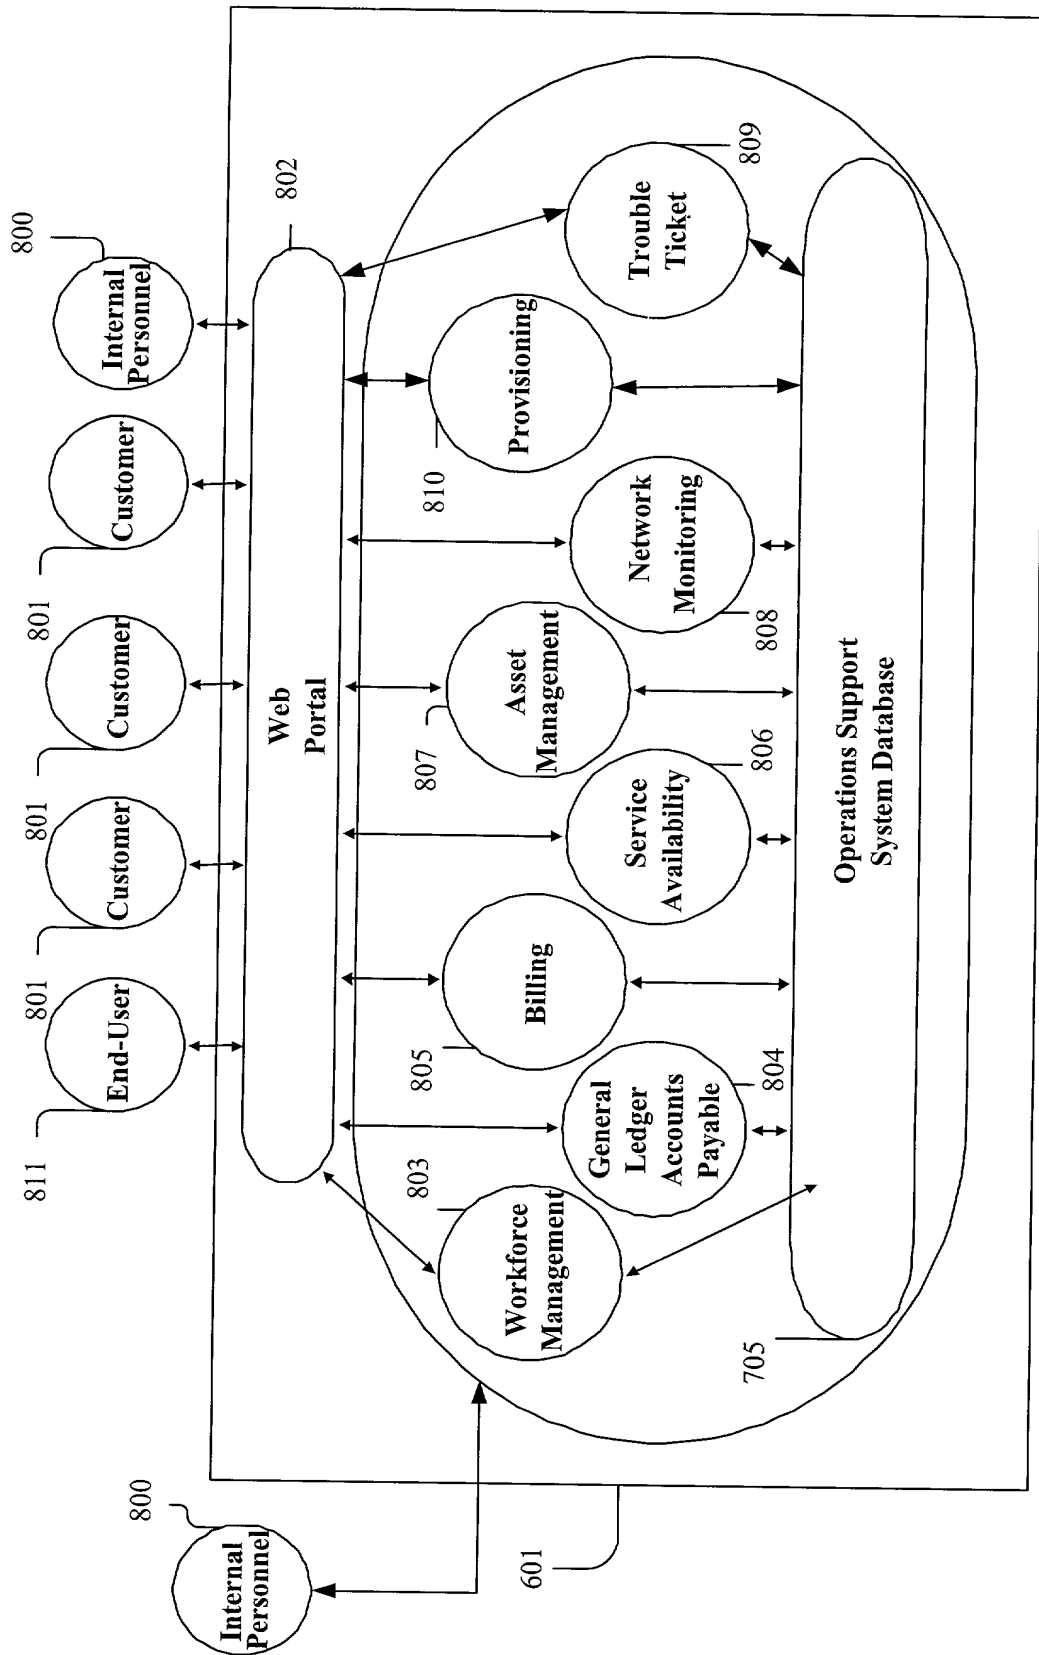 811
End-User
801
Customer
801
Customer
801
Customer
800
Internal
Personnel
800
Internal
Personnel
802
Web
Portal
803
Workforce
Management
804
General
Ledger
Accounts
Payable
805
Billing
806
Service
Availability
807
Asset
Management
808
Network
Monitoring
810
Provisioning
809
Trouble
Ticket
705
Operations Support
System Database
601